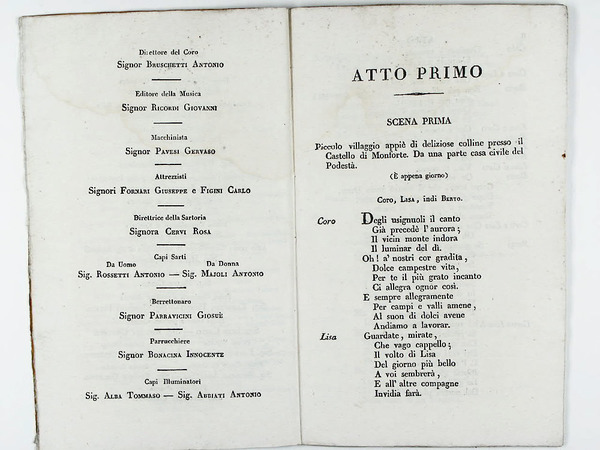 Direttore del Coro
Signor Bruschetti Antonio
Editore della Musica
Signor Ricordi Giovanni
Macchinista
Signor Pavesi Gervaso
Attrezzisti
Signori Fornari Giuseppe e Figini Carlo
Direttrice della Sartoria
Signora Cervi Rosa
Capi Sarti
Da Uomo Da Donna
Sig. Rossetti Antonio — Sig. Majoli Antonio
Berrettonaro
Signor Parravicini Giosuè
Parrucchiere
Signor Bonacina Innocente
Capi Illuminatori
Sig. Alba Tommaso — Sig. Abbiati Antonio
ATTO PRIMO
SCENA PRIMA
Piccolo villaggio appiè di deliziose colline presso il
Castello di Monforte. Da una parte casa civile del
Podestà.
(È appena giorno)
Coro, Lisa, indi Berto.
Coro Degli usignuoli il canto
Già precedè l'aurora;
Il vicin monte indora
Il luminar del dì.
Oh! a' nostri cor gradita,
Dolce campestre vita,
Per te il più grato incanto
Ci allegra ognor così.
E sempre allegramente
Per campi e valli amene,
Al suon di dolci avene
Andiamo a lavorar.
Lisa Guardate, mirate,
Che vago cappello;
Il volto di Lisa
Del giorno più bello
A voi sembrerà,
E all' altre compagne
Invidia farà.